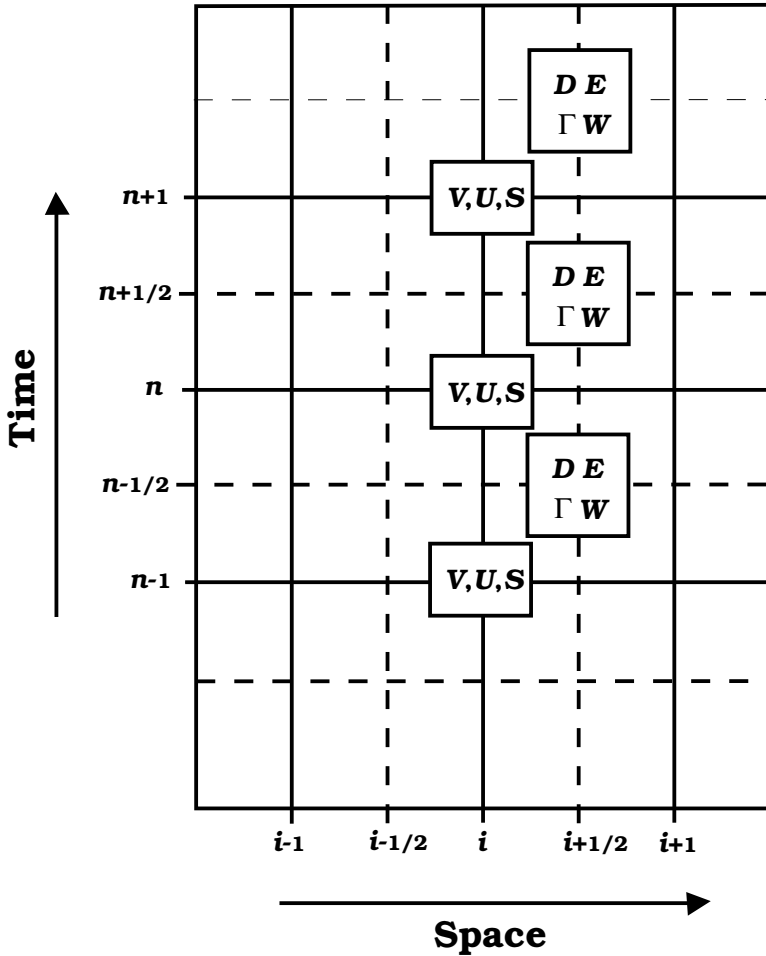 D E
Γ W
n+1
V,U,S
n+1/2
D E
Γ W
n
V,U,S
Time
n-1/2
D E
Γ W
n-1
V,U,S
i-1 i-1/2 i i+1/2 i+1
Space